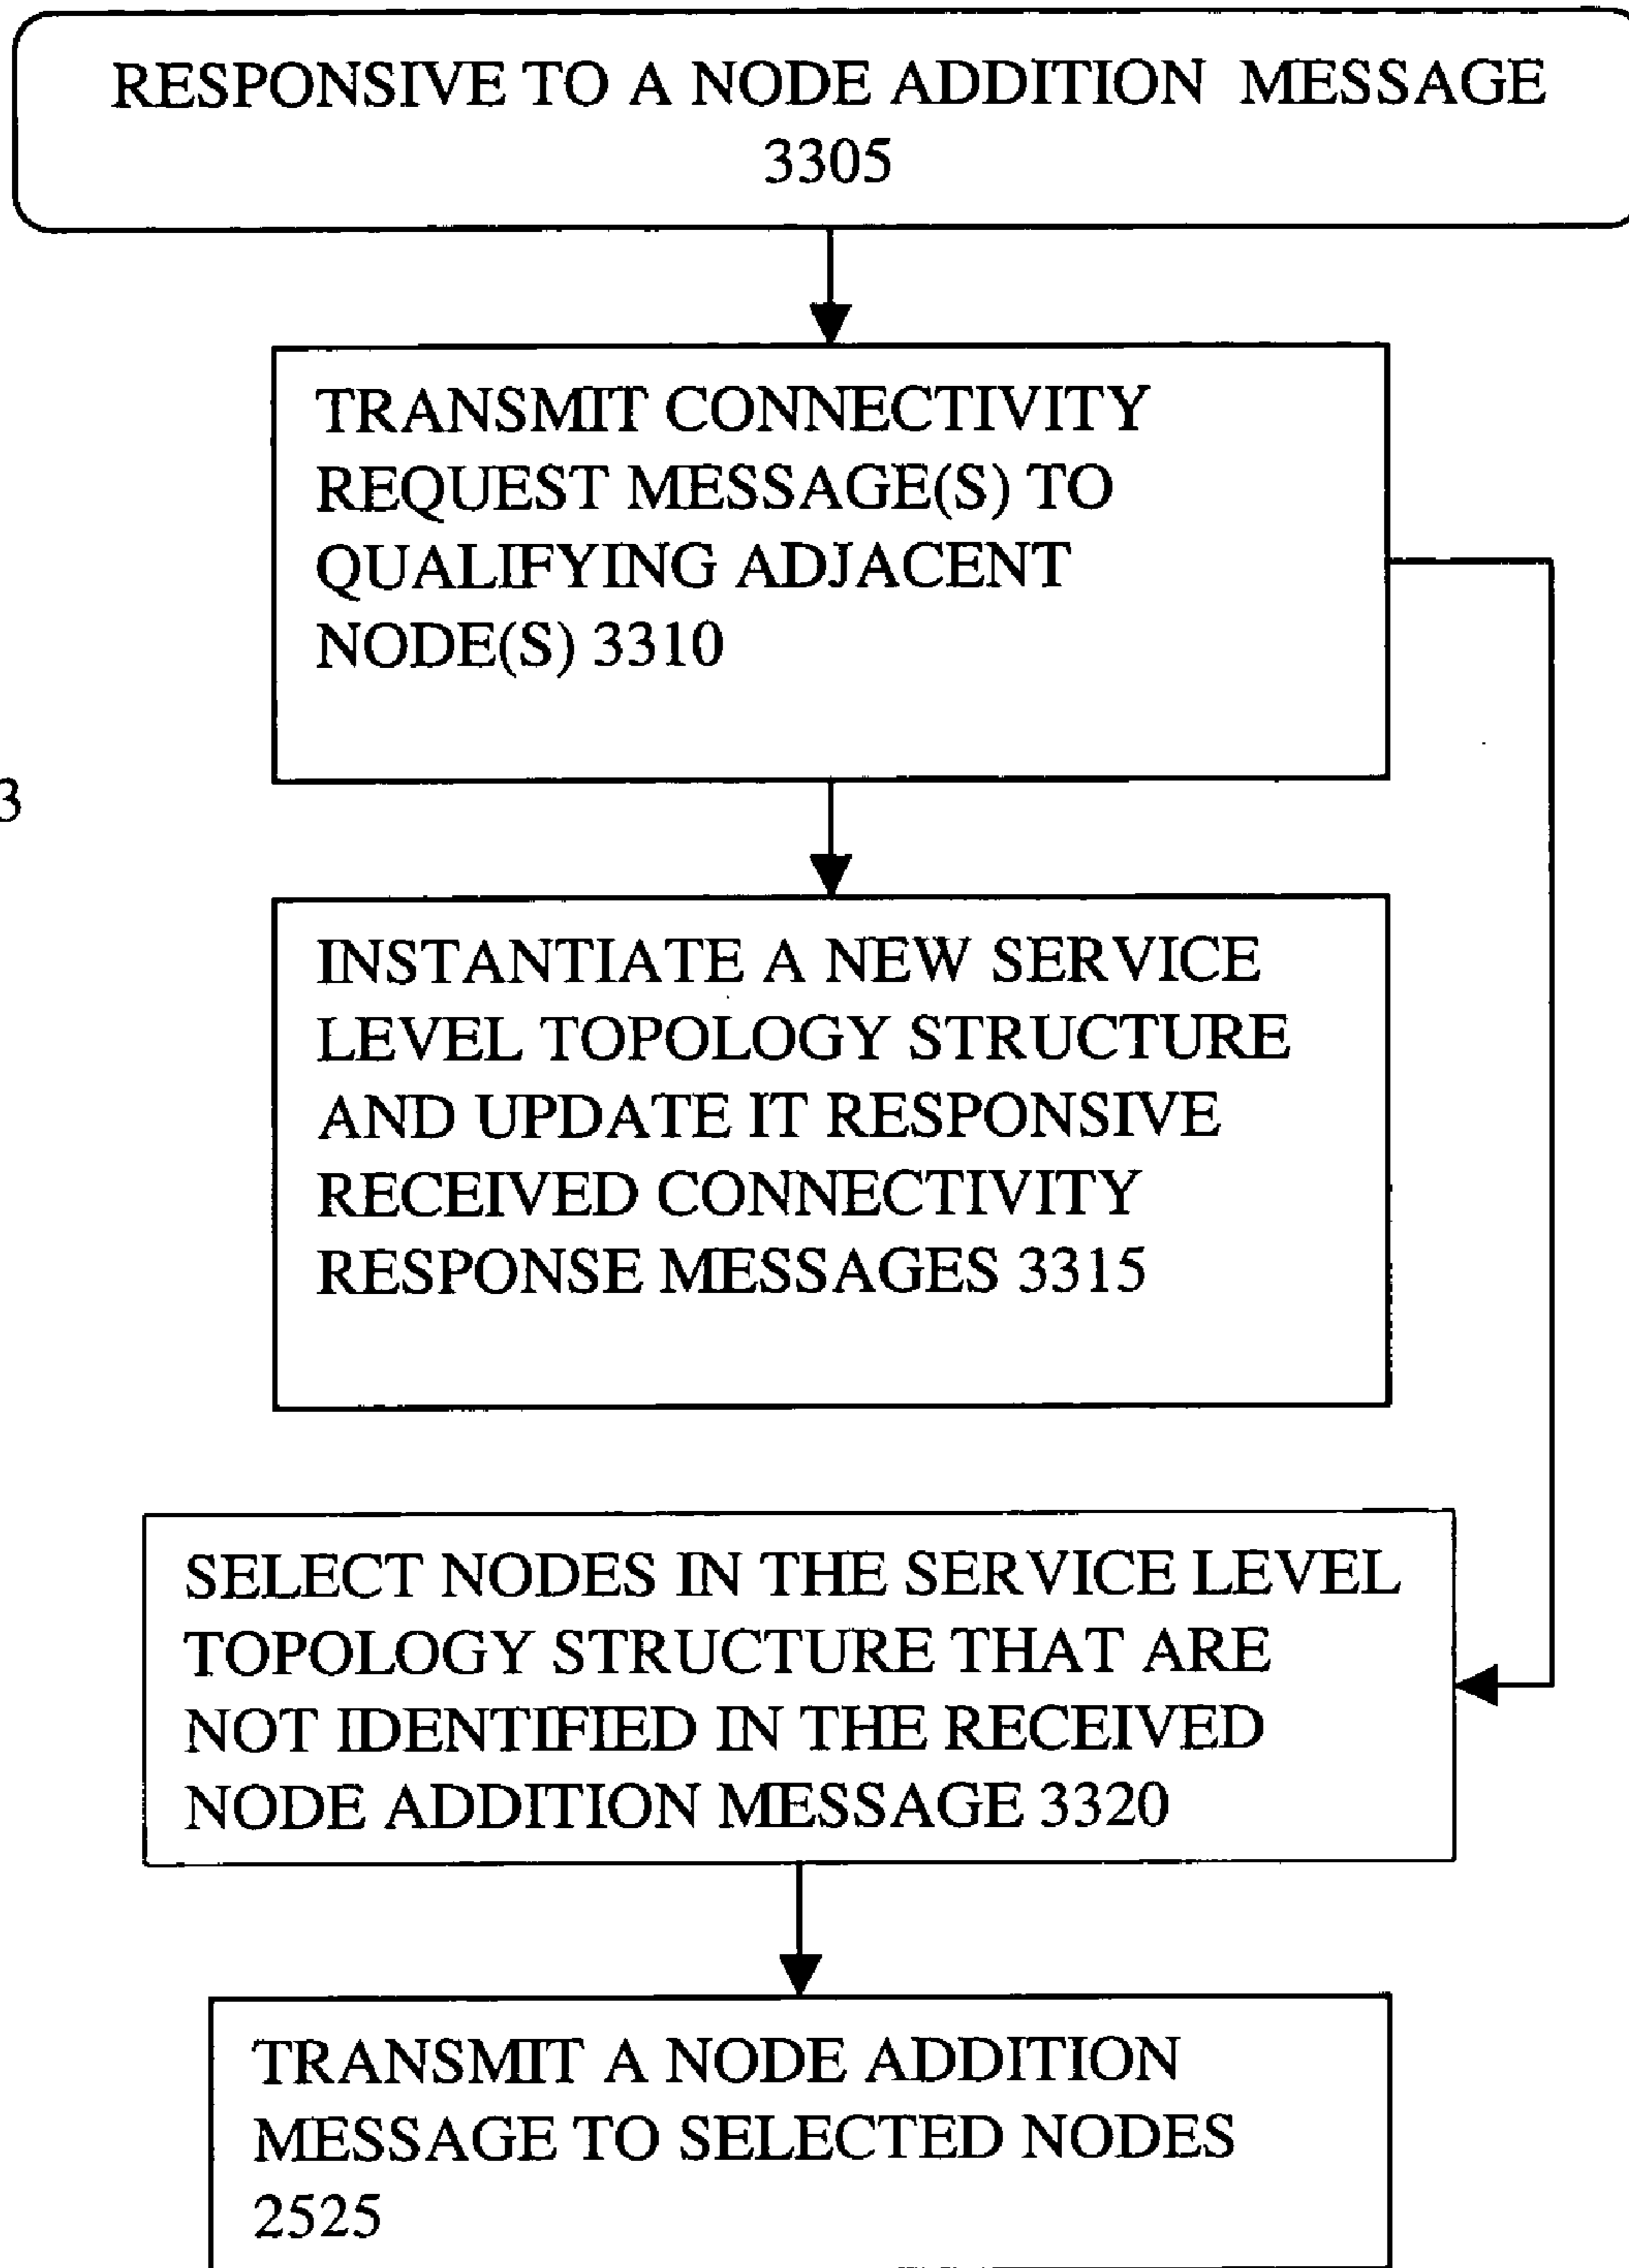 RESPONSIVE TO A NODE ADDITION MESSAGE
3305
TRANSMIT CONNECTIVITY
REQUEST MESSAGE(S) TO
QUALIFYING ADJACENT
NODE(S) 3310
3
INSTANTIATE A NEW SERVICE
LEVEL TOPOLOGY STRUCTURE
AND UPDATE IT RESPONSIVE
RECEIVED CONNECTIVITY
RESPONSE MESSAGES 3315
SELECT NODES IN THE SERVICE LEVEL
TOPOLOGY STRUCTURE THAT ARE
NOT IDENTIFIED IN THE RECEIVED
NODE ADDITION MESSAGE 3320
TRANSMIT A NODE ADDITION
MESSAGE TO SELECTED NODES
2525